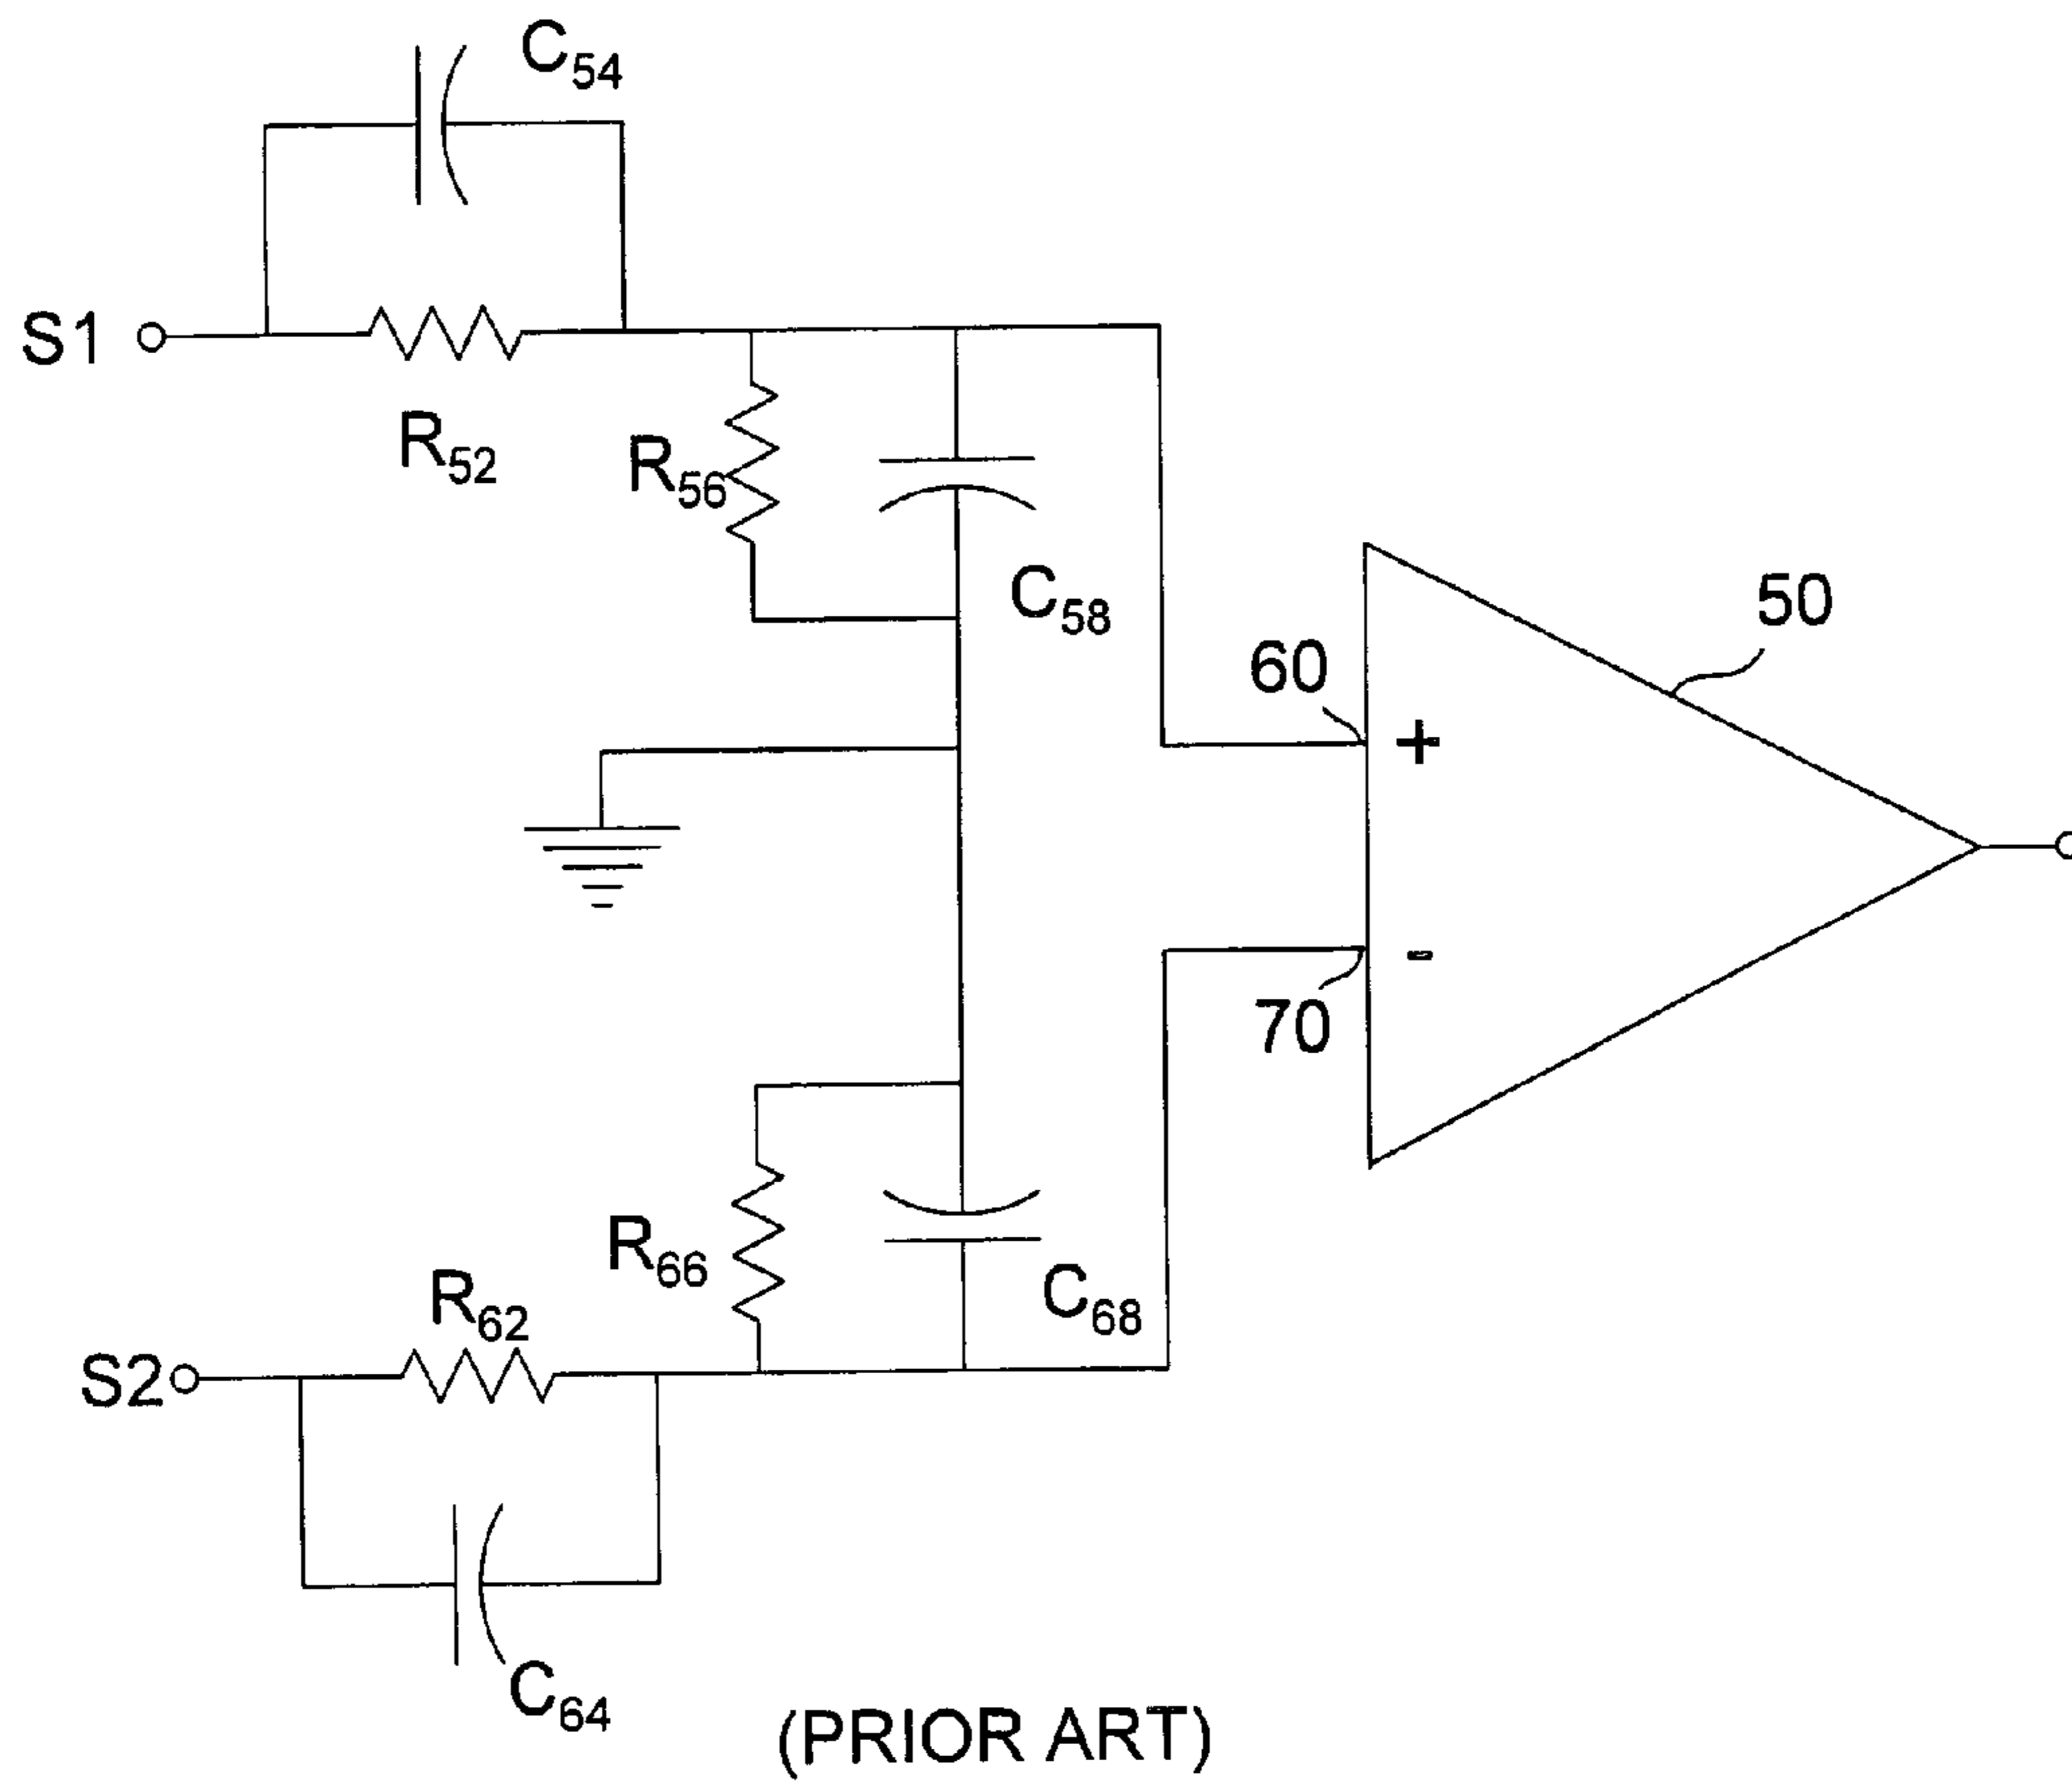 C54
S1
R52
R56
C58
50
60
+
-
70
R66
R62
C68
S2
C64
(PRIOR ART)